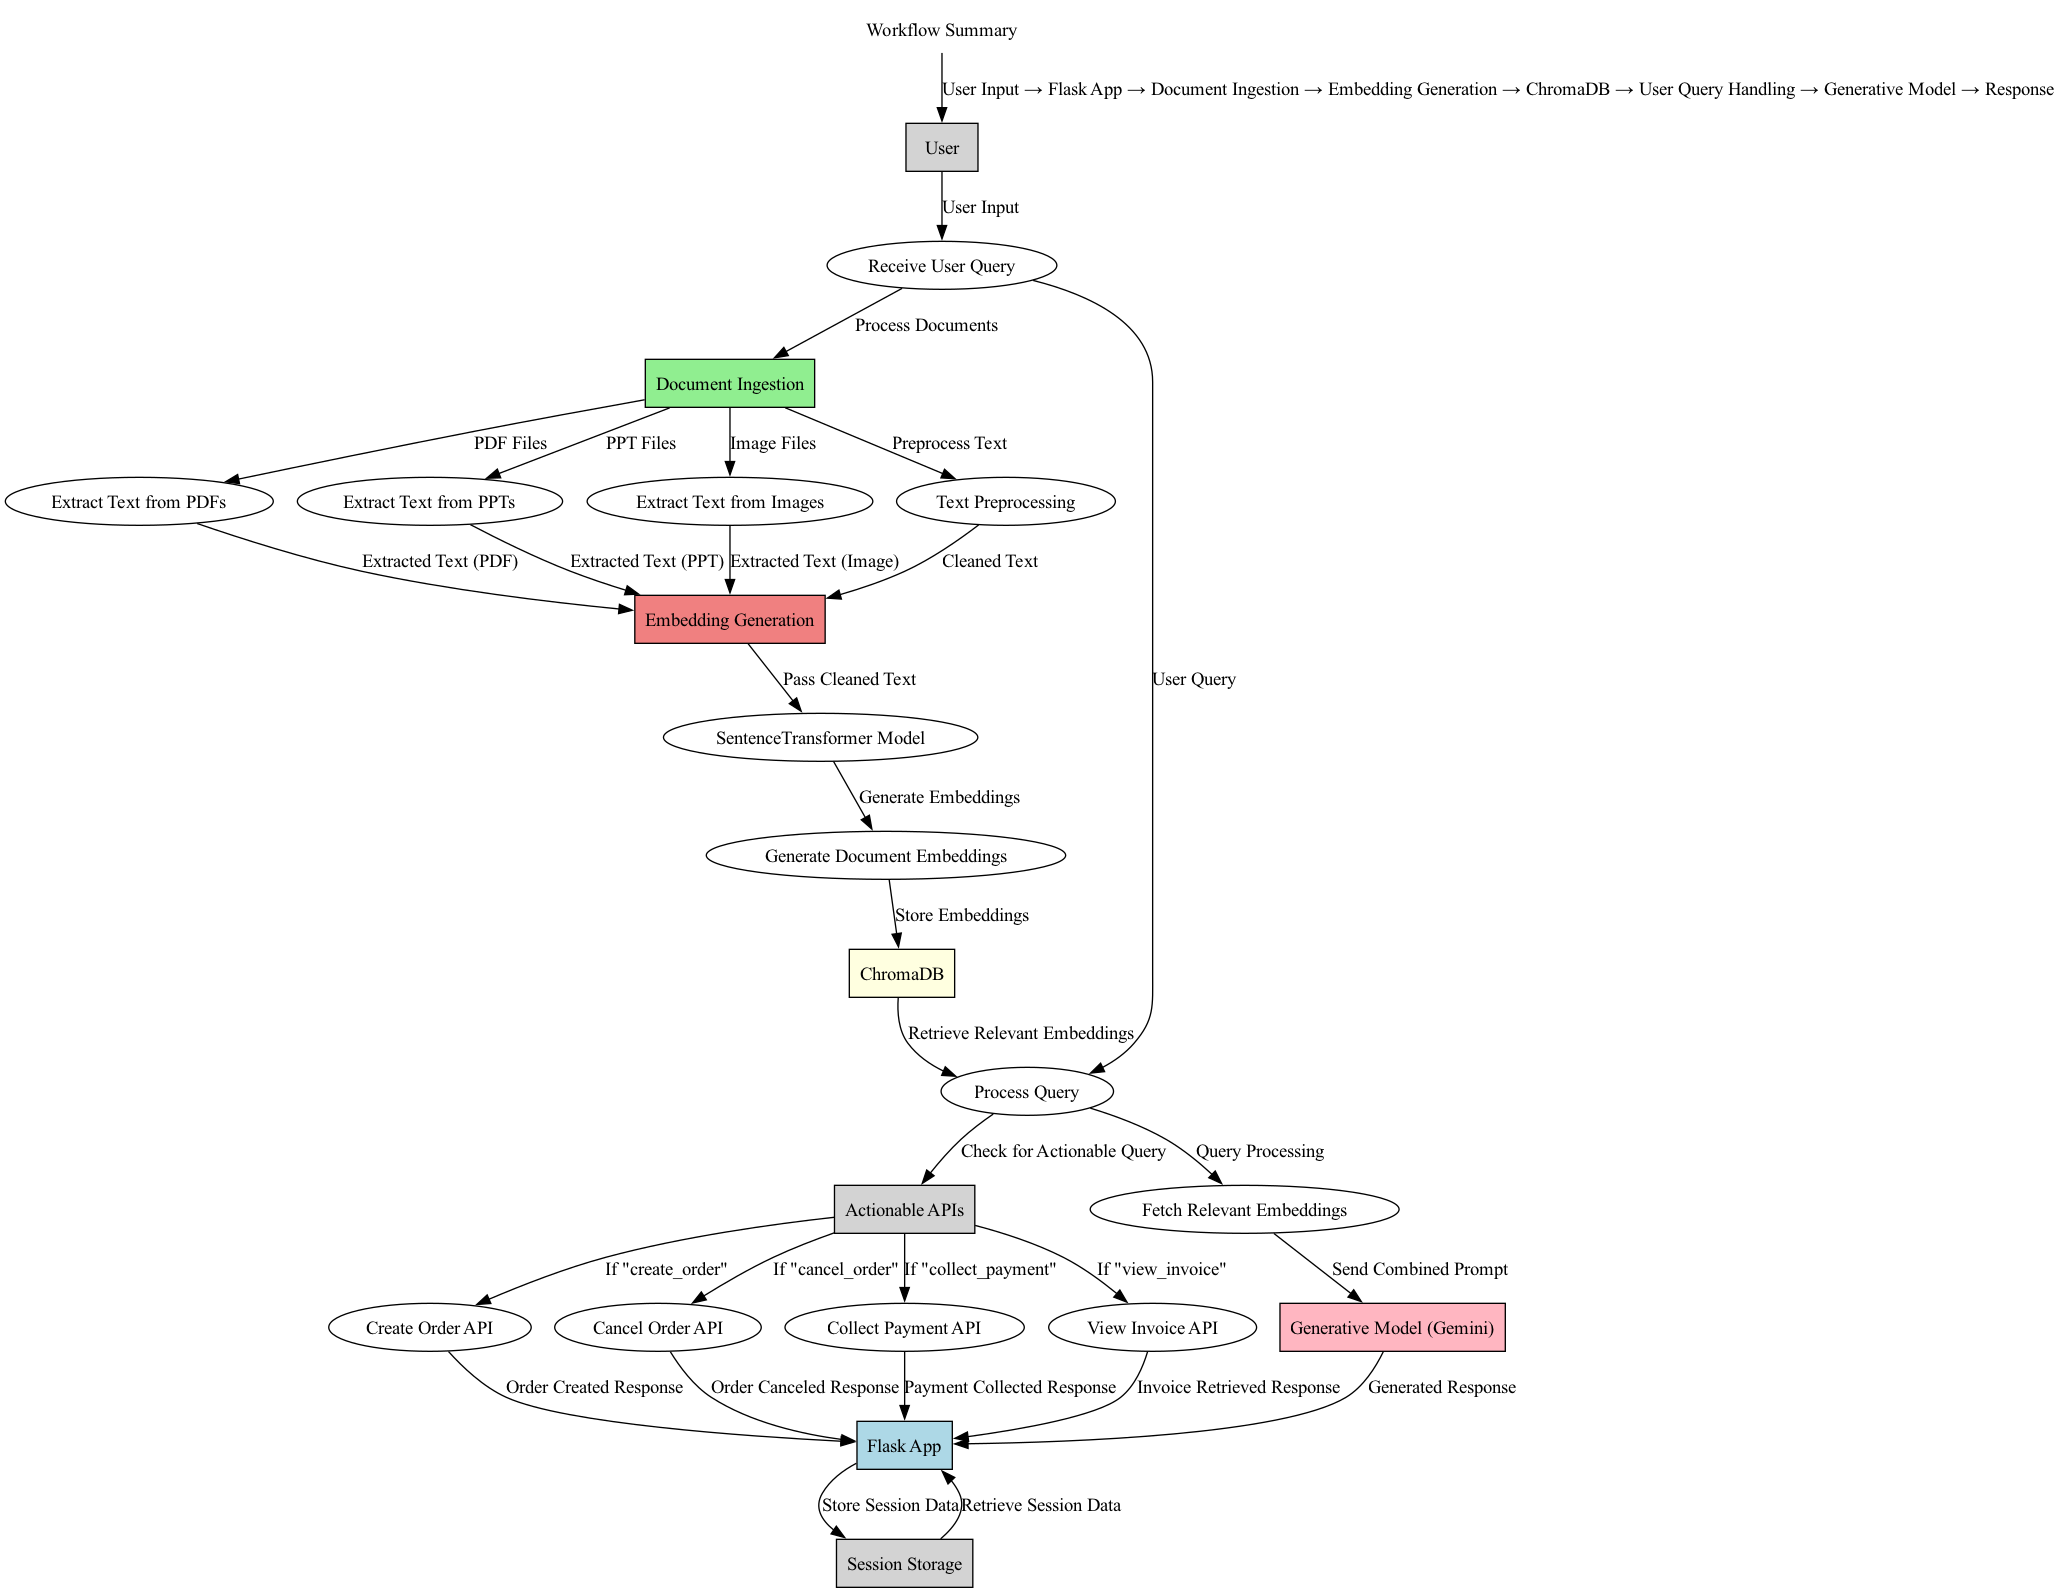 Workflow Summary
User Input → Flask App → Document Ingestion → Embedding Generation → ChromaDB → User Query Handling → Generative Model → Response
User
User Input
Receive User Query
Process Documents
Document Ingestion
PDF Files
PPT Files
Image Files
Preprocess Text
Extract Text from PDFs
Extract Text from PPTs
Extract Text from Images
Text Preprocessing
Extracted Text (PDF)
Extracted Text (PPT)
Extracted Text (Image)
Cleaned Text
Embedding Generation
Pass Cleaned Text
User Query
SentenceTransformer Model
Generate Embeddings
Generate Document Embeddings
Store Embeddings
ChromaDB
Retrieve Relevant Embeddings
Process Query
Check for Actionable Query
Query Processing
Actionable APIs
Fetch Relevant Embeddings
If "create_order"
If "cancel_order"
If "collect_payment"
If "view_invoice"
Send Combined Prompt
Create Order API
Cancel Order API
Collect Payment API
View Invoice API
Generative Model (Gemini)
Order Created Response
Order Canceled Response
Payment Collected Response
Invoice Retrieved Response
Generated Response
Flask App
Store Session Data
Retrieve Session Data
Session Storage